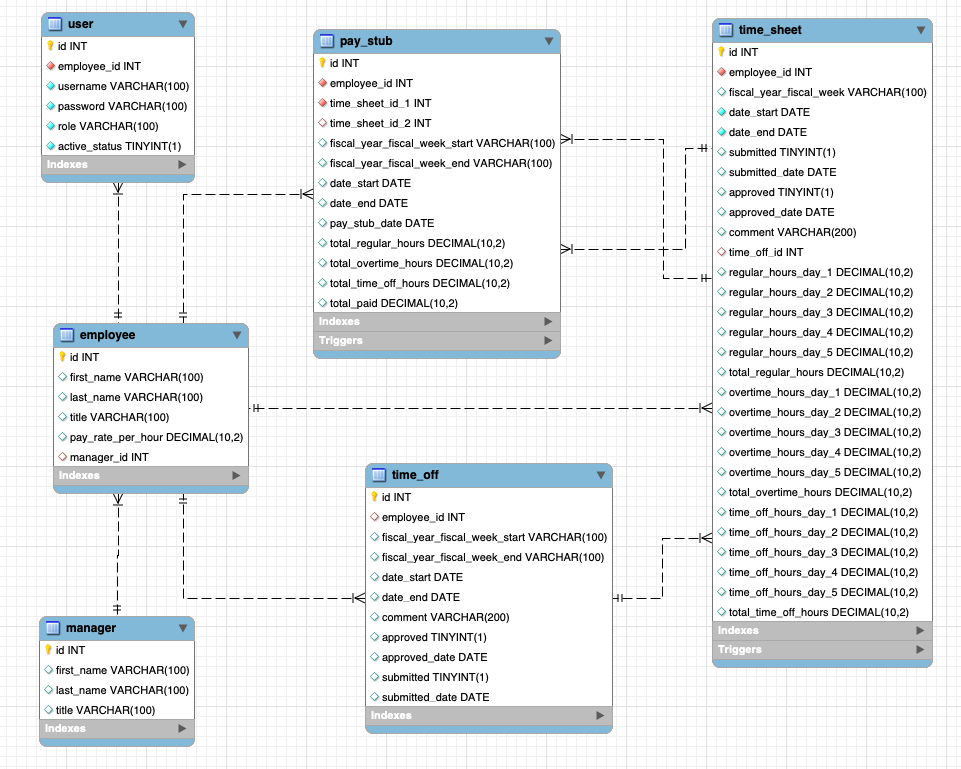 user
id INT
employee_id INT
username VARCHAR(100)
password VARCHAR(100)
role VARCHAR(100)
active_status TINYINT(1)
Indexes
pay_stub
id INT
employee_id INT
time_sheet_id_1 INT
time_sheet_id_2 INT
fiscal_year_fiscal_week_start VARCHAR(100)
fiscal_year_fiscal_week_end VARCHAR(100)
date_start DATE
date_end DATE
pay_stub_date DATE
total_regular_hours DECIMAL(10,2)
total_overtime_hours DECIMAL(10,2)
total_time_off_hours DECIMAL(10,2)
total_paid DECIMAL(10,2)
Indexes
Triggers
time_sheet
id INT
employee_id INT
fiscal_year_fiscal_week VARCHAR(100)
date_start DATE
date_end DATE
submitted TINYINT(1)
submitted_date DATE
approved TINYINT(1)
approved_date DATE
comment VARCHAR(200)
time_off_id INT
regular_hours_day_1 DECIMAL(10,2)
regular_hours_day_2 DECIMAL(10,2)
regular_hours_day_3 DECIMAL(10,2)
regular_hours_day_4 DECIMAL(10,2)
regular_hours_day_5 DECIMAL(10,2)
total_regular_hours DECIMAL(10,2)
overtime_hours_day_1 DECIMAL(10,2)
overtime_hours_day_2 DECIMAL(10,2)
overtime_hours_day_3 DECIMAL(10,2)
overtime_hours_day_4 DECIMAL(10,2)
overtime_hours_day_5 DECIMAL(10,2)
total_overtime_hours DECIMAL(10,2)
time_off_hours_day_1 DECIMAL(10,2)
time_off_hours_day_2 DECIMAL(10,2)
time_off_hours_day_3 DECIMAL(10,2)
time_off_hours_day_4 DECIMAL(10,2)
time_off_hours_day_5 DECIMAL(10,2)
total_time_off_hours DECIMAL(10,2)
Indexes
Triggers
employee
id INT
first_name VARCHAR(100)
last_name VARCHAR(100)
title VARCHAR(100)
pay_rate_per_hour DECIMAL(10,2)
manager_id INT
Indexes
time_off
id INT
employee_id INT
fiscal_year_fiscal_week_start VARCHAR(100)
fiscal_year_fiscal_week_end VARCHAR(100)
date_start DATE
date_end DATE
comment VARCHAR(200)
approved TINYINT(1)
approved_date DATE
submitted TINYINT(1)
submitted_date DATE
Indexes
manager
id INT
first_name VARCHAR(100)
last_name VARCHAR(100)
title VARCHAR(100)
Indexes